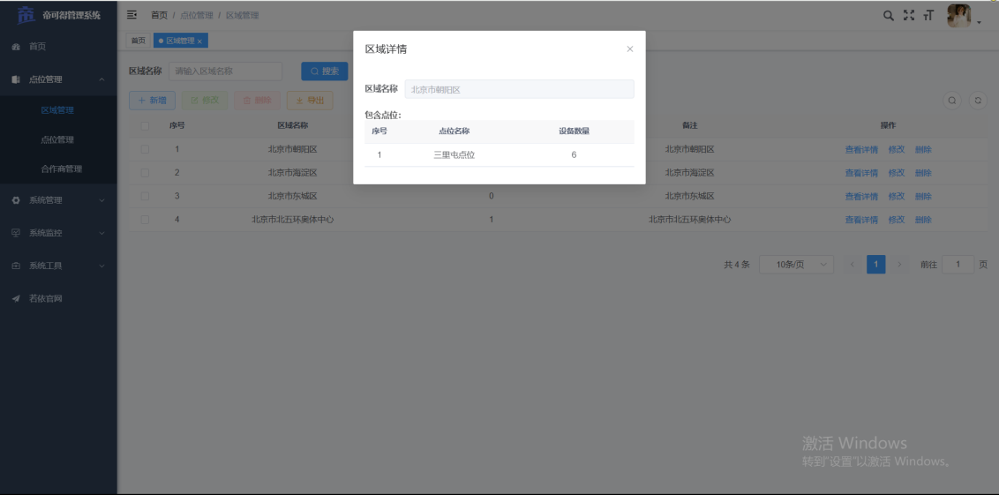 帝可得管理系统
首页 / 点位管理 / 区域管理
首页
区域管理 ×
首页
点位管理
区域管理
点位管理
合作商管理
系统管理
系统监控
系统工具
若依官网
区域名称 请输入区域名称 搜索
+ 新增 修改 删除 导出
序号 区域名称 备注 操作
1 北京市朝阳区 北京市朝阳区 查看详情 修改 删除
2 北京市海淀区 北京市海淀区 查看详情 修改 删除
3 北京市东城区 0 北京市东城区 查看详情 修改 删除
4 北京市北五环奥体中心 1 北京市北五环奥体中心 查看详情 修改 删除
共 4 条 10条/页 < 1 > 前往 1 页
区域详情 ×
区域名称 北京市朝阳区
包含点位:
序号 点位名称 设备数量
1 三里屯点位 6
激活 Windows
转到"设置"以激活 Windows。